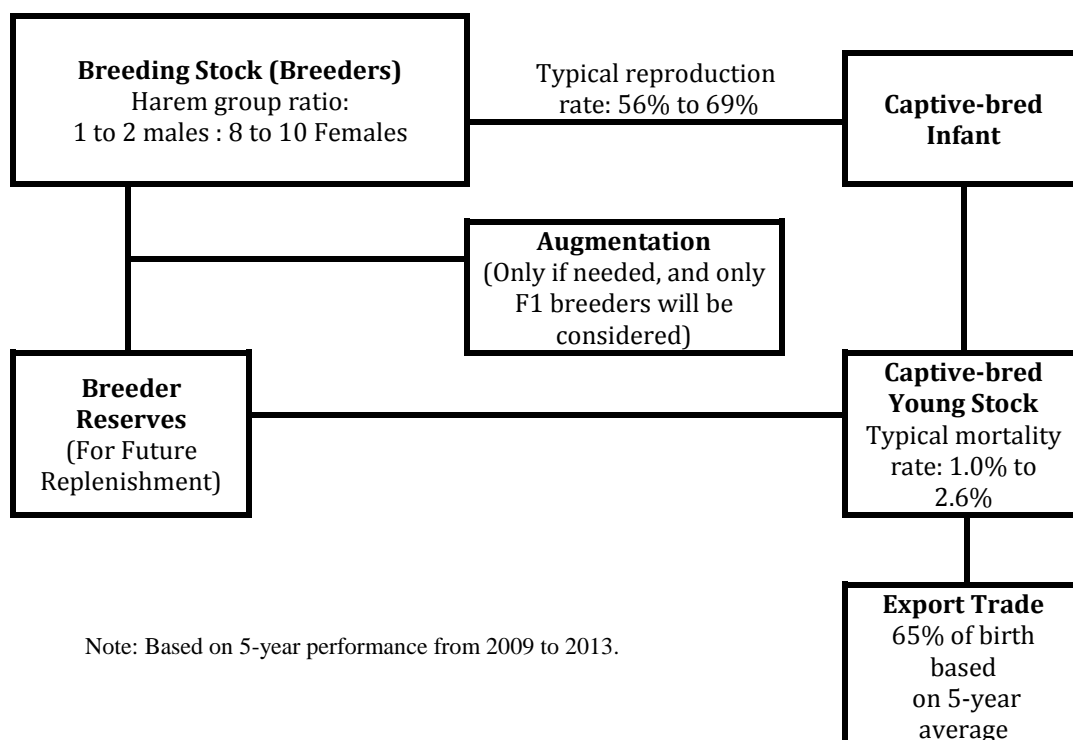 Breeding Stock (Breeders)
Harem group ratio:
1 to 2 males : 8 to 10 Females
Typical reproduction
rate: 56% to 69%
Captive-bred
Infant
Augmentation
(Only if needed, and only
F1 breeders will be
considered)
Breeder
Reserves
(For Future
Replenishment)
Captive-bred
Young Stock
Typical mortality
rate: 1.0% to
2.6%
Export Trade
65% of birth
based
on 5-year
average
Note: Based on 5-year performance from 2009 to 2013.